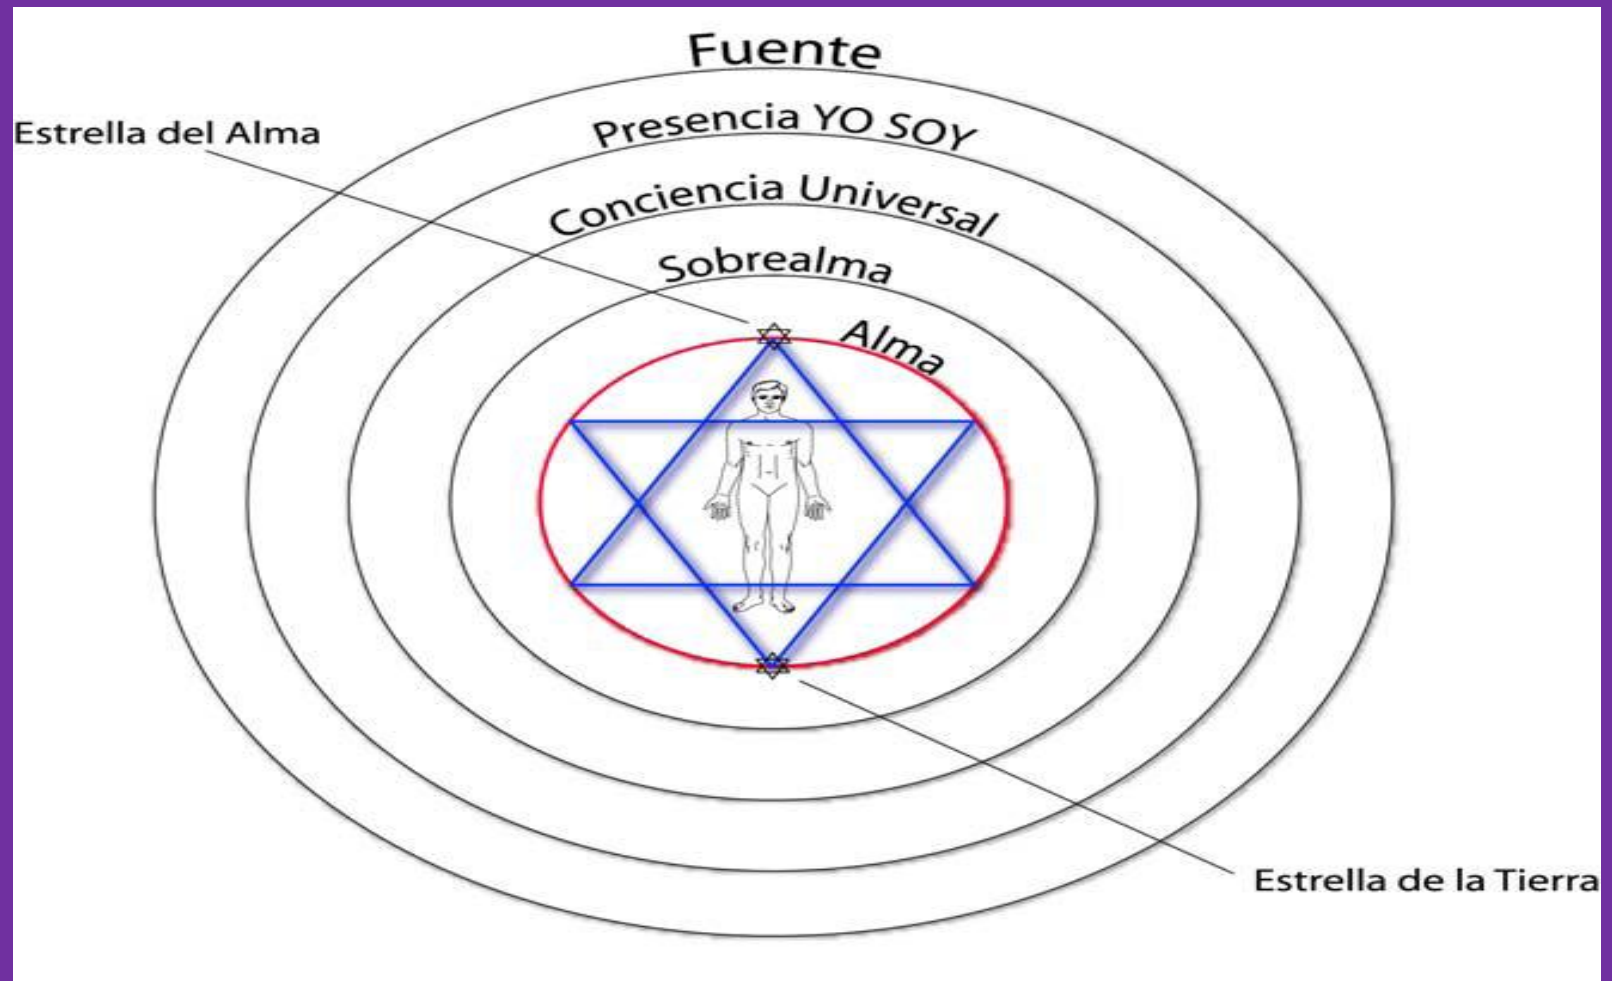 Fuente
Presencia YO SOY
Estrella del Alma
Conciencia Universal
Sobrealma
Alma
Estrella de la Tierra